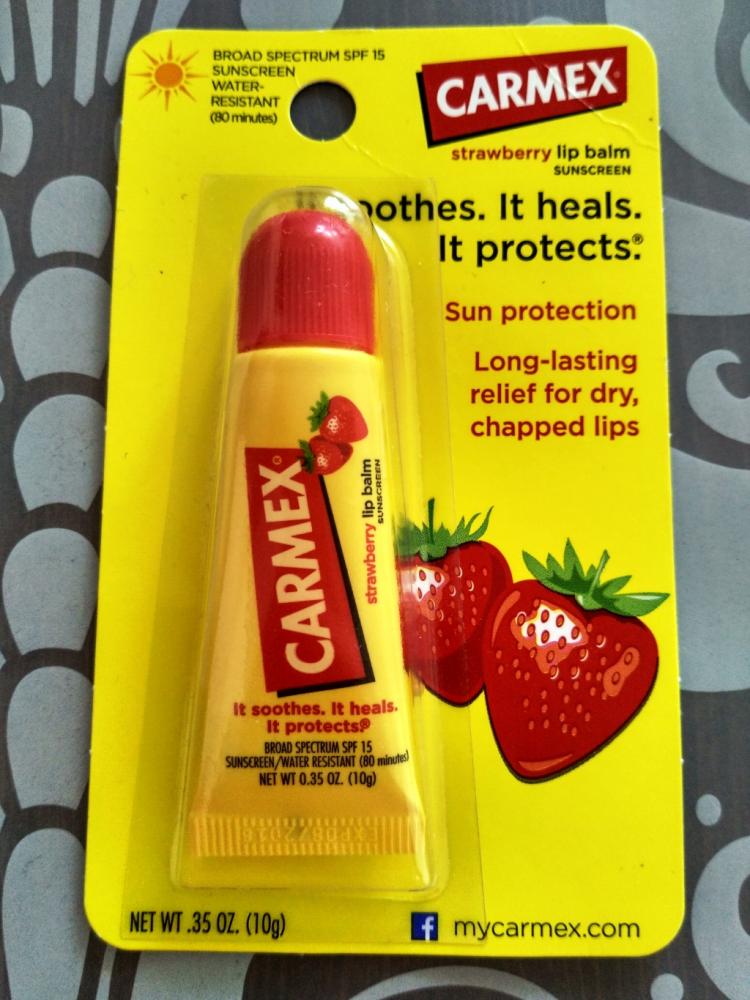 BROAD SPECTRUM SPF 15
SUNSCREEN
WATER-
RESISTANT
(80 minutes)
CARMEX®
strawberry lip balm
SUNSCREEN
oothes. It heals.
It protects.®
Sun protection
Long-lasting
relief for dry,
chapped lips
CARMEX®
strawberry lip balm
SUNSCREEN
It soothes. It heals.
It protects®
BROAD SPECTRUM SPF 15
SUNSCREEN/WATER RESISTANT (80 minutes)
NET WT 0.35 OZ. (10g)
NET WT .35 OZ. (10g)
f mycarmex.com